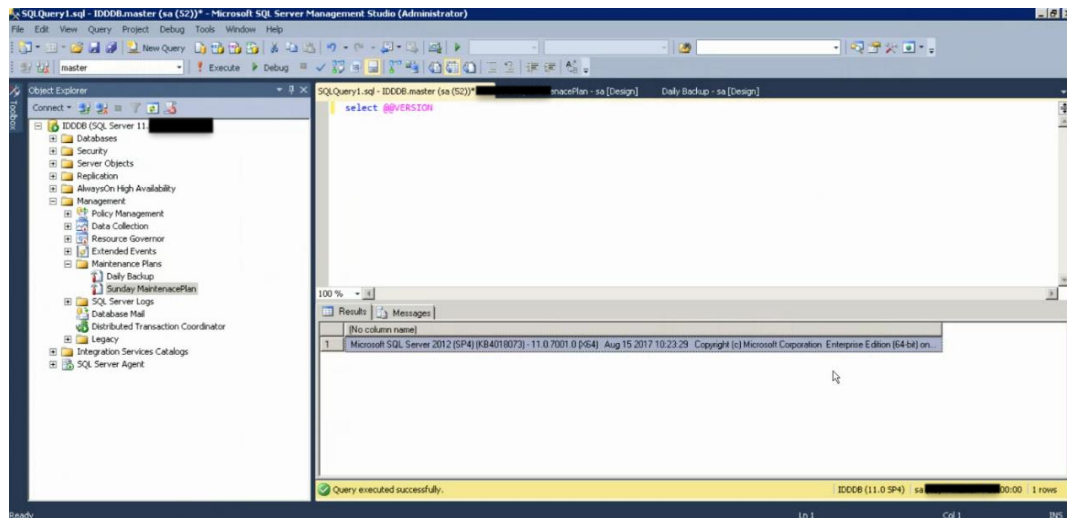 SQLQuery1.sql - IDDDB.master (sa (52))* - Microsoft SQL Server Management Studio (Administrator)
File Edit View Query Project Debug Tools Window Help
New Query
master Execute Debug
Object Explorer
SQLQuery1.sql - IDDDB.master (sa (52))* enacePlan - sa [Design] Daily Backup - sa [Design]
Toolbox
Connect
select @@VERSION
IDDDB (SQL Server 11.
Databases
Security
Server Objects
Replication
AlwaysOn High Availability
Management
Policy Management
Data Collection
Resource Governor
Extended Events
Maintenance Plans
Daily Backup
Sunday MaintenacePlan
SQL Server Logs
Database Mail
Distributed Transaction Coordinator
Legacy
Integration Services Catalogs
SQL Server Agent
100 %
Results Messages
(No column name)
1 Microsoft SQL Server 2012 (SP4) (KB4018073) - 11.0.7001.0 (X64) Aug 15 2017 10:23:29 Copyright (c) Microsoft Corporation Enterprise Edition (64-bit) on...
Query executed successfully. IDDDB (11.0 SP4) sa 00:00 1 rows
Ready Ln 1 Col 1 INS